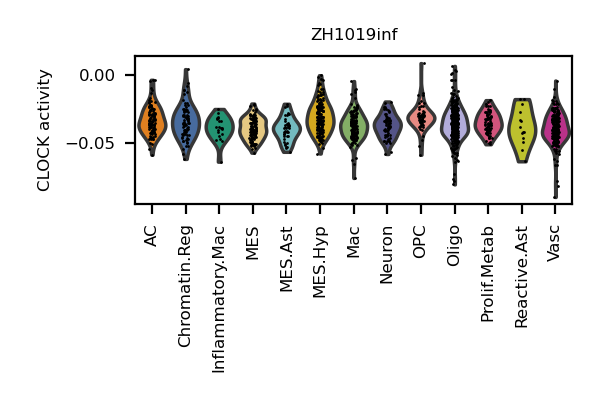 ZH1019inf
CLOCK activity
0.00
−0.05
AC
Chromatin.Reg
Inflammatory.Mac
MES
MES.Ast
MES.Hyp
Mac
Neuron
OPC
Oligo
Prolif.Metab
Reactive.Ast
Vasc